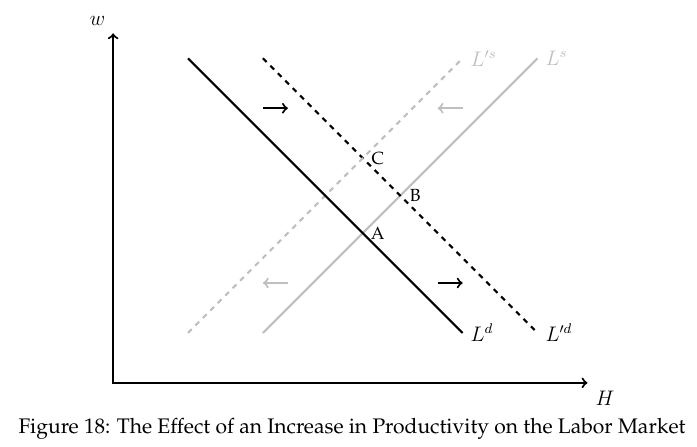 w
L′ˢ
Lˢ
C
B
A
Lᵈ
L′ᵈ
H
Figure 18: The Effect of an Increase in Productivity on the Labor Market